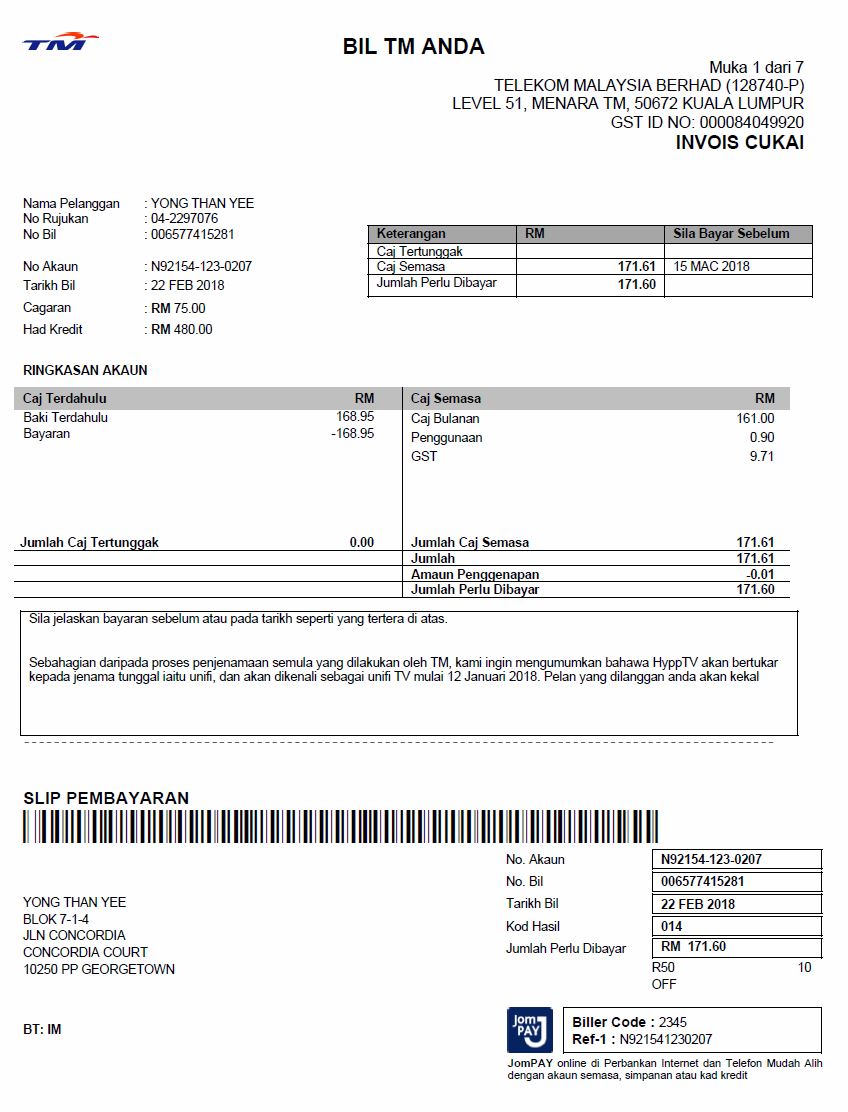 TM
BIL TM ANDA
Muka 1 dari 7
TELEKOM MALAYSIA BERHAD (128740-P)
LEVEL 51, MENARA TM, 50672 KUALA LUMPUR
GST ID NO: 000084049920
INVOIS CUKAI
Nama Pelanggan : YONG THAN YEE
No Rujukan : 04-2297076
No Bil : 006577415281
No Akaun : N92154-123-0207
Tarikh Bil : 22 FEB 2018
Cagaran : RM 75.00
Had Kredit : RM 480.00
Keterangan RM Sila Bayar Sebelum
Caj Tertunggak
Caj Semasa 171.61 15 MAC 2018
Jumlah Perlu Dibayar 171.60
RINGKASAN AKAUN
Caj Terdahulu RM
Baki Terdahulu 168.95
Bayaran -168.95
Jumlah Caj Tertunggak 0.00
Caj Semasa RM
Caj Bulanan 161.00
Penggunaan 0.90
GST 9.71
Jumlah Caj Semasa 171.61
Jumlah 171.61
Amaun Penggenapan -0.01
Jumlah Perlu Dibayar 171.60
Sila jelaskan bayaran sebelum atau pada tarikh seperti yang tertera di atas.
Sebahagian daripada proses penjenamaan semula yang dilakukan oleh TM, kami ingin mengumumkan bahawa HyppTV akan bertukar
kepada jenama tunggal iaitu unifi, dan akan dikenali sebagai unifi TV mulai 12 Januari 2018. Pelan yang dilanggan anda akan kekal
SLIP PEMBAYARAN
YONG THAN YEE
BLOK 7-1-4
JLN CONCORDIA
CONCORDIA COURT
10250 PP GEORGETOWN
BT: IM
No. Akaun N92154-123-0207
No. Bil 006577415281
Tarikh Bil 22 FEB 2018
Kod Hasil 014
Jumlah Perlu Dibayar RM 171.60
R50 10
OFF
Jom
PAY
Biller Code : 2345
Ref-1 : N921541230207
JomPAY online di Perbankan Internet dan Telefon Mudah Alih
dengan akaun semasa, simpanan atau kad kredit